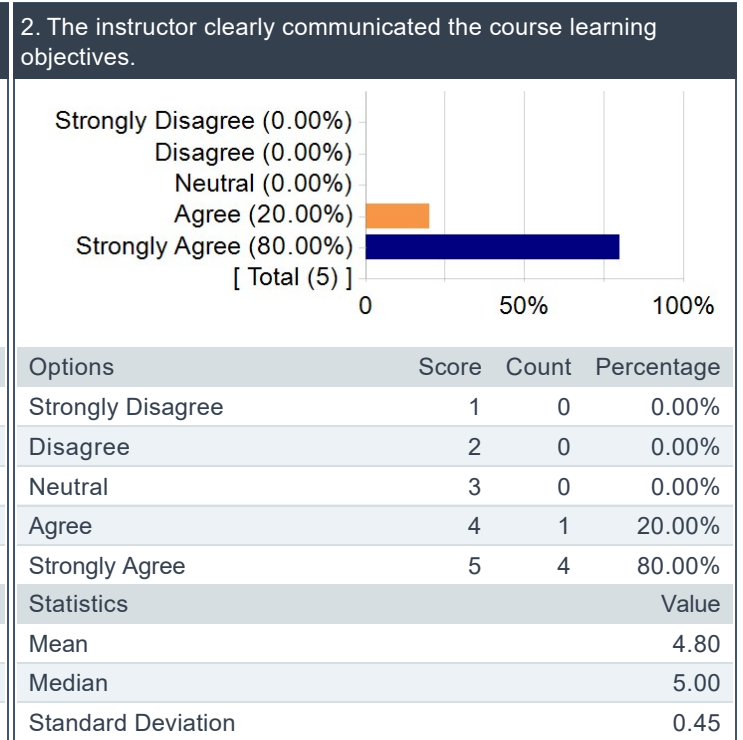 2. The instructor clearly communicated the course learning
objectives.
Strongly Disagree (0.00%)
Disagree (0.00%)
Neutral (0.00%)
Agree (20.00%)
Strongly Agree (80.00%)
[ Total (5) ]
0 50% 100%
Options Score Count Percentage
Strongly Disagree 1 0 0.00%
Disagree 2 0 0.00%
Neutral 3 0 0.00%
Agree 4 1 20.00%
Strongly Agree 5 4 80.00%
Statistics Value
Mean 4.80
Median 5.00
Standard Deviation 0.45